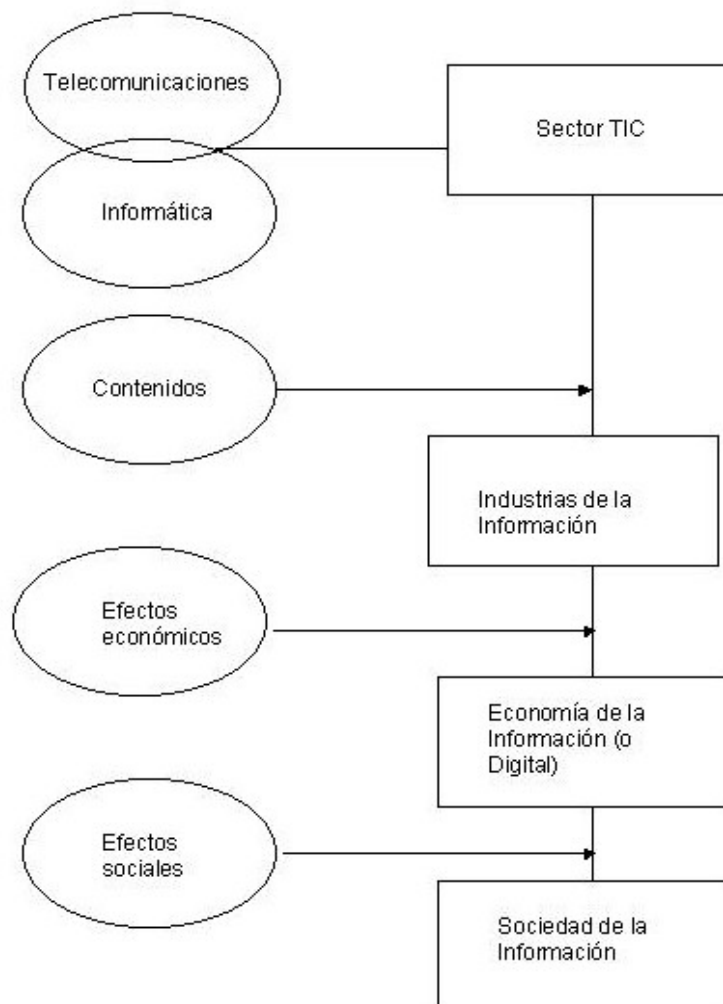 Telecomunicaciones
Sector TIC
Informática
Contenidos
Industrias de la
Información
Efectos
económicos
Economía de la
Información (o
Digital)
Efectos
sociales
Sociedad de la
Información